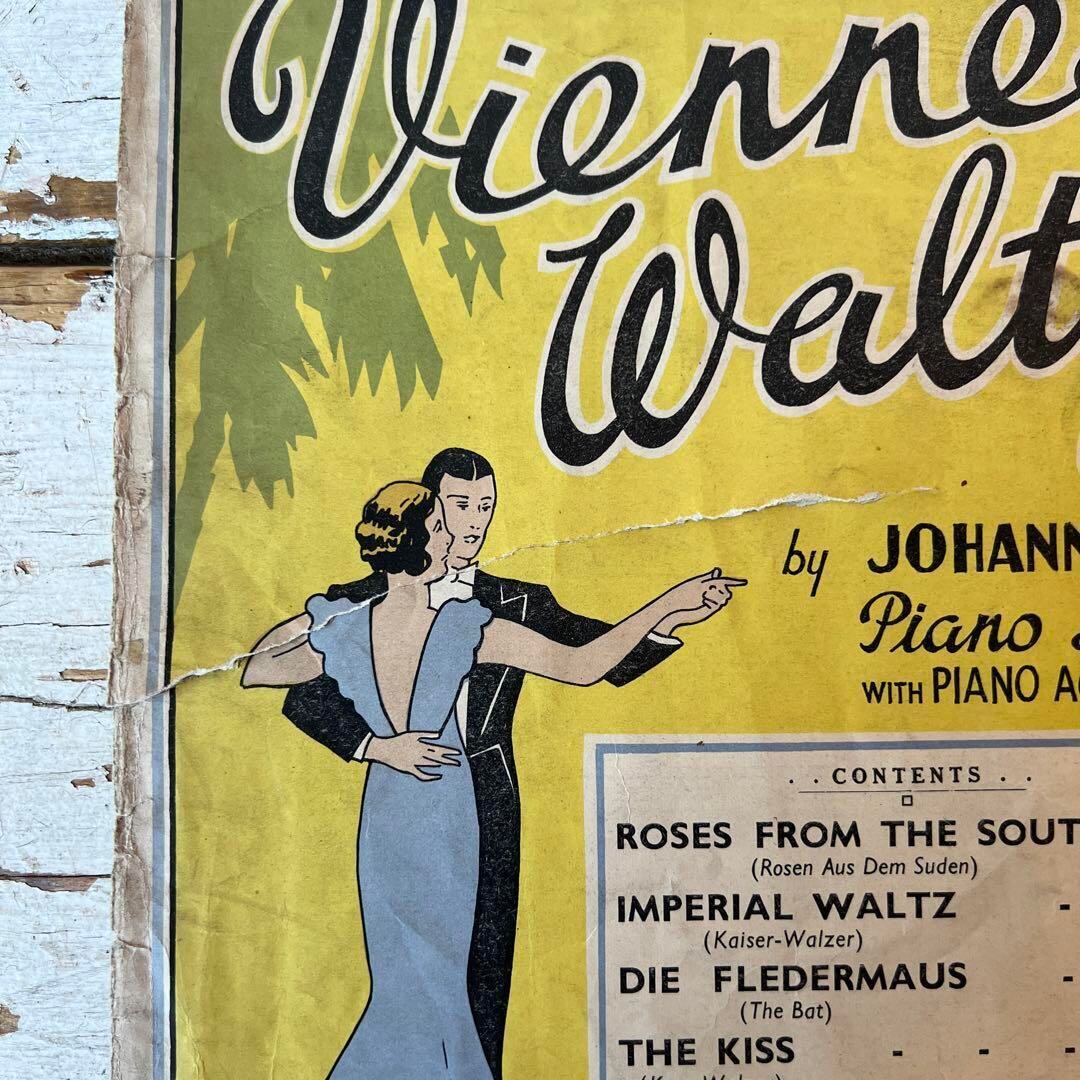 Vienne
Walt
by JOHANN
Piano
WITH PIANO A
. . CONTENTS . .
ROSES FROM THE SOUT
(Rosen Aus Dem Suden)
IMPERIAL WALTZ -
(Kaiser-Walzer)
DIE FLEDERMAUS -
(The Bat)
THE KISS - - -